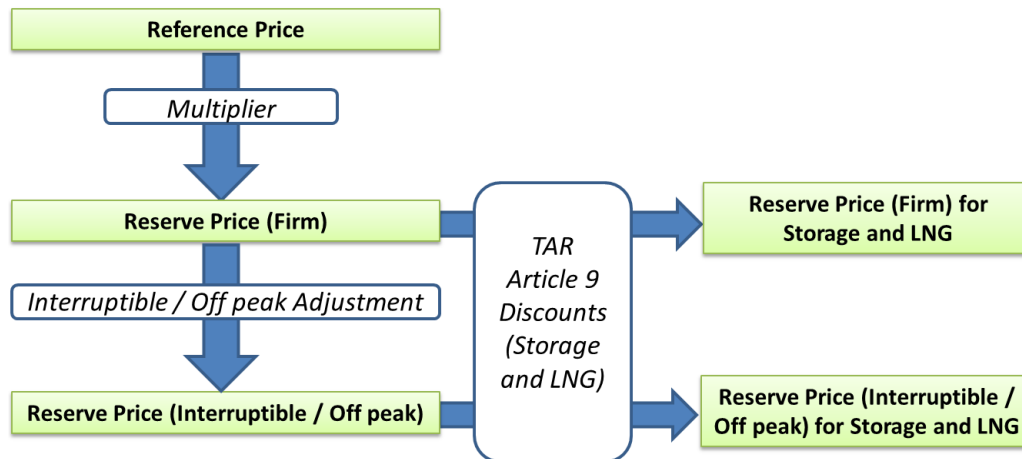 Reference Price
Multiplier
Reserve Price (Firm)
Interruptible / Off peak Adjustment
Reserve Price (Interruptible / Off peak)
TAR
Article 9
Discounts
(Storage
and LNG)
Reserve Price (Firm) for
Storage and LNG
Reserve Price (Interruptible /
Off peak) for Storage and LNG